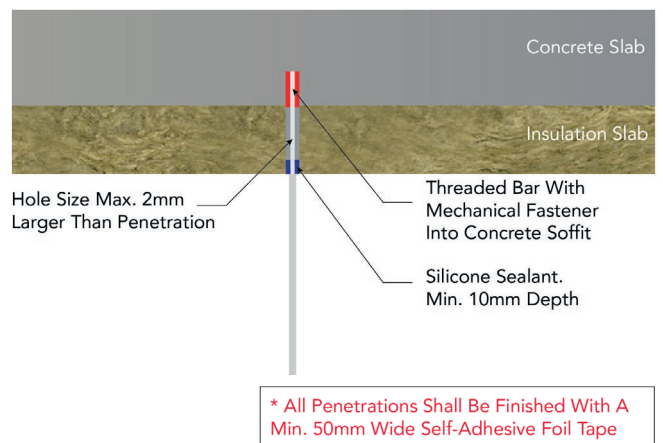 Concrete Slab
Insulation Slab
Hole Size Max. 2mm
Larger Than Penetration
Threaded Bar With
Mechanical Fastener
Into Concrete Soffit
Silicone Sealant.
Min. 10mm Depth
* All Penetrations Shall Be Finished With A
Min. 50mm Wide Self-Adhesive Foil Tape